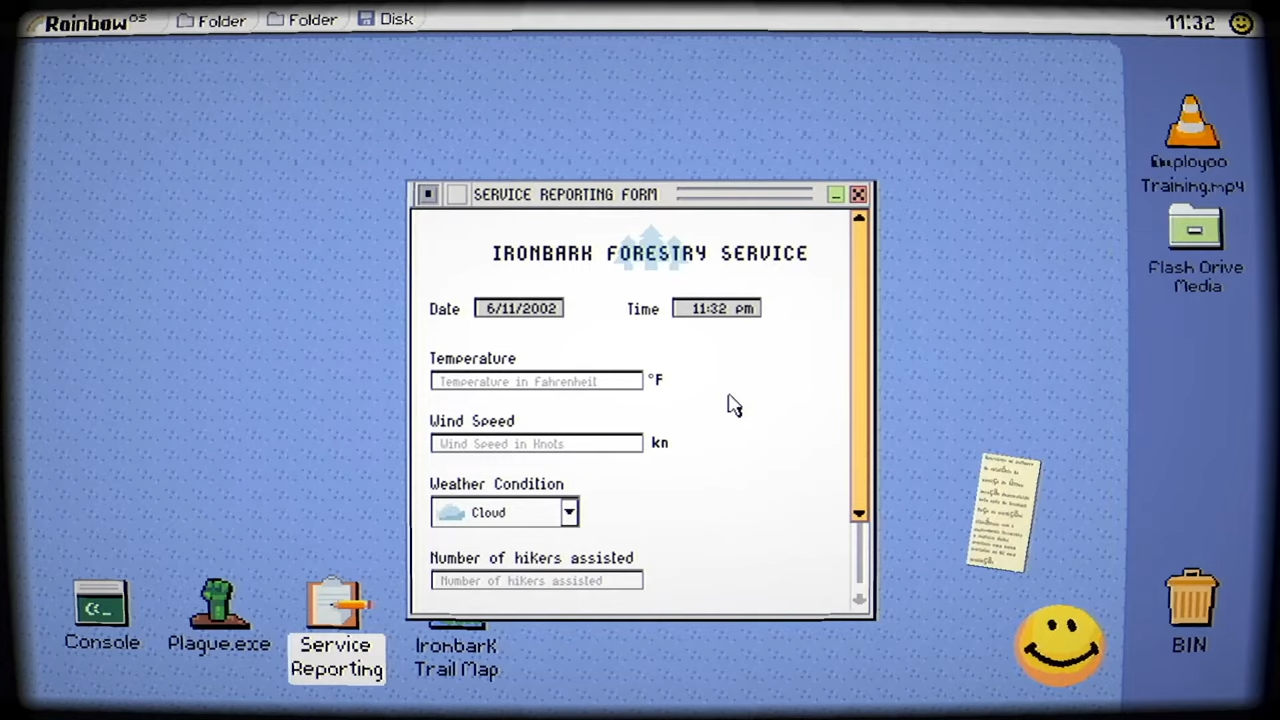 RainbowOS
Folder
Folder
Disk
11:32
Employee
Training.mp4
Flash Drive
Media
SERVICE REPORTING FORM
IRONBARK FORESTRY SERVICE
Date 6/11/2002 Time 11:32 pm
Temperature
Temperature in Fahrenheit °F
Wind Speed
Wind Speed in Knots kn
Weather Condition
Cloud
Number of hikers assisted
Number of hikers assisted
Console
Plague.exe
Service
Reporting
Ironbark
Trail Map
BIN